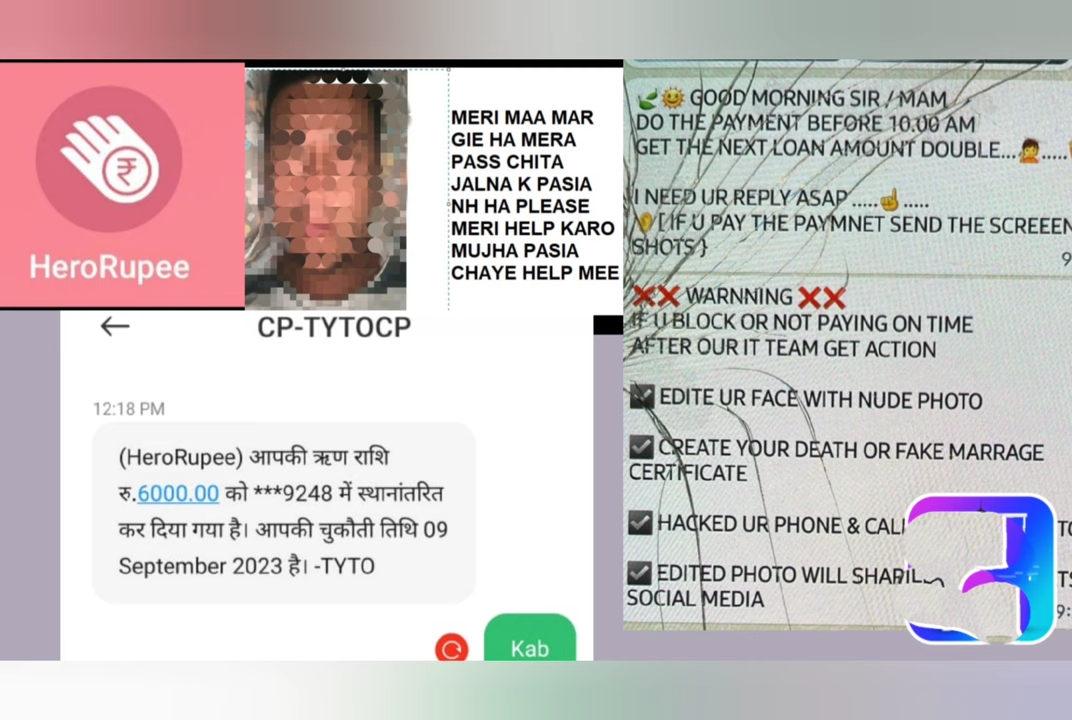 HeroRupee
MERI MAA MAR
GIE HA MERA
PASS CHITA
JALNA K PASIA
NH HA PLEASE
MERI HELP KARO
MUJHA PASIA
CHAYE HELP MEE
CP-TYTOCP
12:18 PM
(HeroRupee) आपकी ऋण राशि
रु.6000.00 को ***9248 में स्थानांतरित
कर दिया गया है। आपकी चुकौती तिथि 09
September 2023 है। -TYTO
Kab
🌿🌞 GOOD MORNING SIR / MAM
DO THE PAYMENT BEFORE 10.00 AM
GET THE NEXT LOAN AMOUNT DOUBLE...🙍.....
I NEED UR REPLY ASAP .....☝.....
[ IF U PAY THE PAYMNET SEND THE SCREEEN
SHOTS }
❌❌ WARNNING ❌❌
IF U BLOCK OR NOT PAYING ON TIME
AFTER OUR IT TEAM GET ACTION
☑ EDITE UR FACE WITH NUDE PHOTO
☑ CREATE YOUR DEATH OR FAKE MARRAGE
CERTIFICATE
☑ HACKED UR PHONE & CALL
☑ EDITED PHOTO WILL SHARE
SOCIAL MEDIA